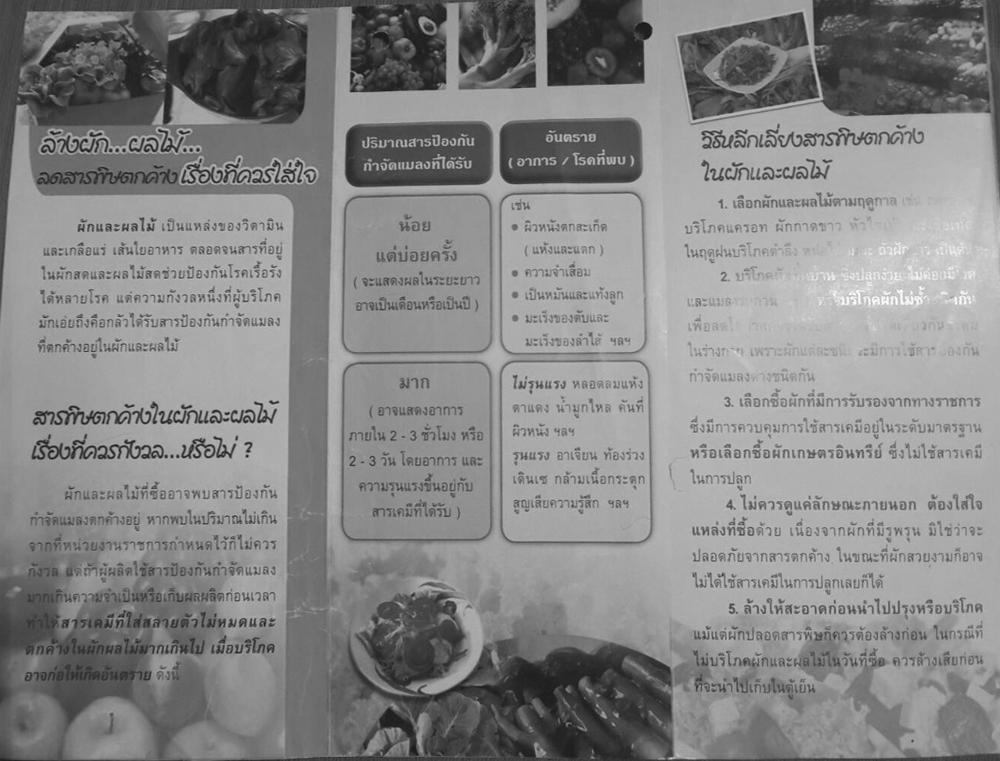 ล้างผัก...ผลไม้...
ลดสารพิษตกค้าง เรื่องที่ควรใส่ใจ
ผักและผลไม้ เป็นแหล่งของวิตามิน
และเกลือแร่ เส้นใยอาหาร ตลอดจนสารที่อยู่
ในผักสดและผลไม้สดช่วยป้องกันโรคเรื้อรัง
ได้หลายโรค แต่ความกังวลหนึ่งที่ผู้บริโภค
มักเอ่ยถึงคือกลัวได้รับสารป้องกันกำจัดแมลง
ที่ตกค้างอยู่ในผักและผลไม้
สารพิษตกค้างในผักและผลไม้
เรื่องที่ควรกังวล...หรือไม่ ?
ผักและผลไม้ที่ซื้ออาจพบสารป้องกัน
กำจัดแมลงตกค้างอยู่ หากพบในปริมาณไม่เกิน
จากที่หน่วยงานราชการกำหนดไว้ก็ไม่ควร
กังวล แต่ถ้าผู้ผลิตใช้สารป้องกันกำจัดแมลง
มากเกินความจำเป็นหรือเก็บผลผลิตก่อนเวลา
ทำให้สารเคมีที่ใส่สลายตัวไม่หมดและ
ตกค้างในผักผลไม้มากเกินไป เมื่อบริโภค
อาจก่อให้เกิดอันตราย ดังนี้
ปริมาณสารป้องกัน
กำจัดแมลงที่ได้รับ
อันตราย
( อาการ / โรคที่พบ )
น้อย
แต่บ่อยครั้ง
( จะแสดงผลในระยะยาว
อาจเป็นเดือนหรือเป็นปี )
เช่น
● ผิวหนังตกสะเก็ด
( แห้งและแตก )
● ความจำเสื่อม
● เป็นหมันและแท้งลูก
● มะเร็งของตับและ
มะเร็งของลำไส้ ฯลฯ
มาก
( อาจแสดงอาการ
ภายใน 2 - 3 ชั่วโมง หรือ
2 - 3 วัน โดยอาการ และ
ความรุนแรงขึ้นอยู่กับ
สารเคมีที่ได้รับ )
ไม่รุนแรง หลอดลมแห้ง
ตาแดง น้ำมูกไหล คันที่
ผิวหนัง ฯลฯ
รุนแรง อาเจียน ท้องร่วง
เดินเซ กล้ามเนื้อกระตุก
สูญเสียความรู้สึก ฯลฯ
วิธีหลีกเลี่ยงสารพิษตกค้าง
ในผักและผลไม้
1. เลือกผักและผลไม้ตามฤดูกาล เช่น
บริโภคแครอท ผักกาดขาว
ในฤดูฝนบริโภคตำลึง
2. บริโภคผักพื้นบ้าน ซึ่งปลูกง่าย ไม่ค่อยมีโรค
และแมลงรบกวน หรือบริโภคผักไม่ซ้ำชนิดกัน
เพื่อลด
ในร่างกาย เพราะผักแต่ละชนิดจะมีการใช้สารป้องกัน
กำจัดแมลงต่างชนิดกัน
3. เลือกซื้อผักที่มีการรับรองจากทางราชการ
ซึ่งมีการควบคุมการใช้สารเคมีอยู่ในระดับมาตรฐาน
หรือเลือกซื้อผักเกษตรอินทรีย์ ซึ่งไม่ใช้สารเคมี
ในการปลูก
4. ไม่ควรดูแค่ลักษณะภายนอก ต้องใส่ใจ
แหล่งที่ซื้อด้วย เนื่องจากผักที่มีรูพรุน มิใช่ว่าจะ
ปลอดภัยจากสารตกค้าง ในขณะที่ผักสวยงามก็อาจ
ไม่ได้ใช้สารเคมีในการปลูกเลยก็ได้
5. ล้างให้สะอาดก่อนนำไปปรุงหรือบริโภค
แม้แต่ผักปลอดสารพิษก็ควรต้องล้างก่อน ในกรณีที่
ไม่บริโภคผักและผลไม้ในวันที่ซื้อ ควรล้างเสียก่อน
ที่จะนำไปเก็บในตู้เย็น